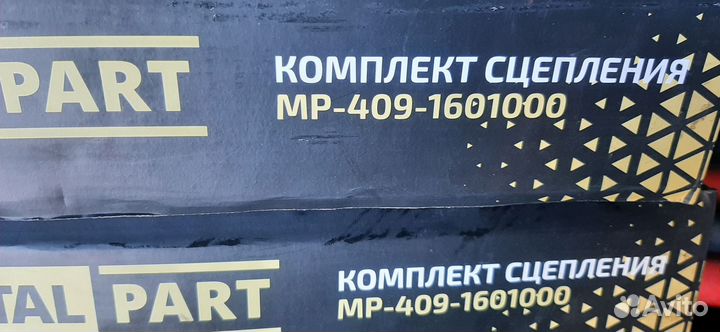 PART
КОМПЛЕКТ СЦЕПЛЕНИЯ
MP-409-1601000
TAL PART
КОМПЛЕКТ СЦЕПЛЕНИЯ
MP-409-1601000
Avito